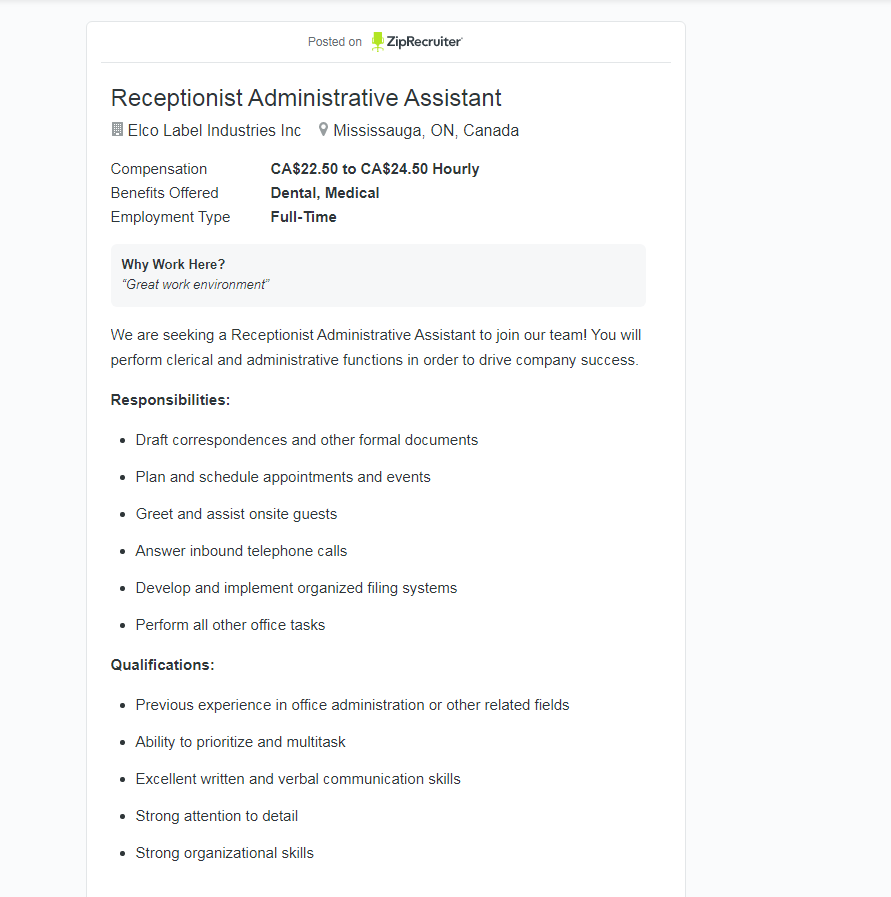 Posted on ZipRecruiter
Receptionist Administrative Assistant
Elco Label Industries Inc Mississauga, ON, Canada
Compensation CA$22.50 to CA$24.50 Hourly
Benefits Offered Dental, Medical
Employment Type Full-Time
Why Work Here?
“Great work environment”
We are seeking a Receptionist Administrative Assistant to join our team! You will
perform clerical and administrative functions in order to drive company success.
Responsibilities:
• Draft correspondences and other formal documents
• Plan and schedule appointments and events
• Greet and assist onsite guests
• Answer inbound telephone calls
• Develop and implement organized filing systems
• Perform all other office tasks
Qualifications:
• Previous experience in office administration or other related fields
• Ability to prioritize and multitask
• Excellent written and verbal communication skills
• Strong attention to detail
• Strong organizational skills